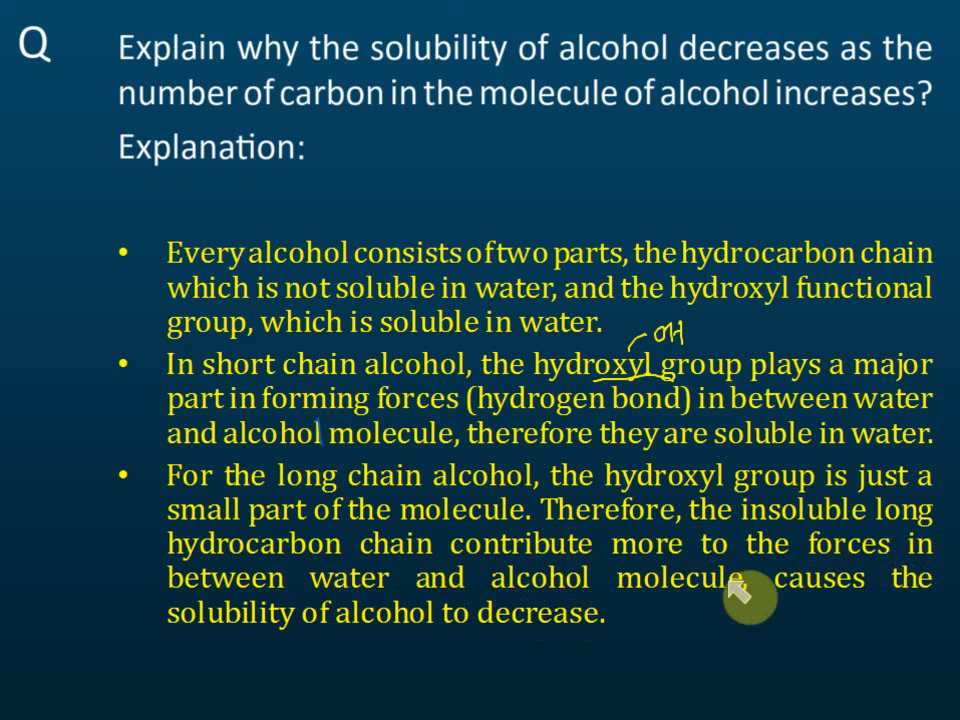 Q
Explain why the solubility of alcohol decreases as the
number of carbon in the molecule of alcohol increases?
Explanation:
• Every alcohol consists of two parts, the hydrocarbon chain
which is not soluble in water, and the hydroxyl functional
group, which is soluble in water.
OH
• In short chain alcohol, the hydroxyl group plays a major
part in forming forces (hydrogen bond) in between water
and alcohol molecule, therefore they are soluble in water.
• For the long chain alcohol, the hydroxyl group is just a
small part of the molecule. Therefore, the insoluble long
hydrocarbon chain contribute more to the forces in
between water and alcohol molecule, causes the
solubility of alcohol to decrease.